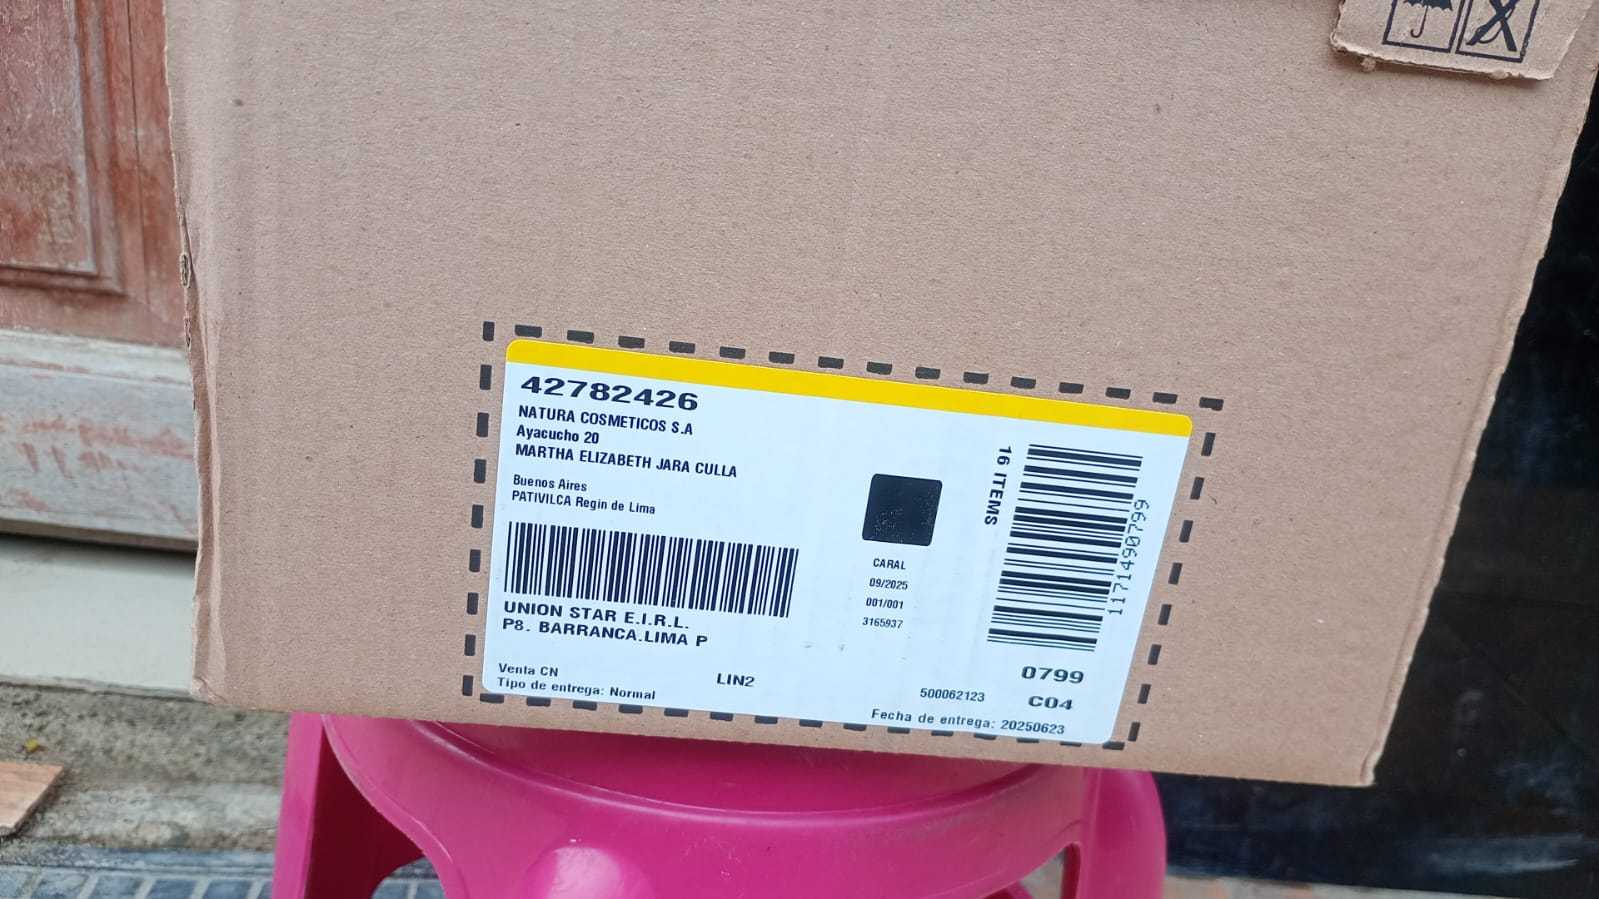 42782426
NATURA COSMETICOS S.A
Ayacucho 20
MARTHA ELIZABETH JARA CULLA
Buenos Aires
PATIVILCA Regin de Lima
UNION STAR E.I.R.L.
P8. BARRANCA.LIMA P
Venta CN
Tipo de entrega: Normal
LIN2
CARAL
09/2025
001/001
3165937
16 ITEMS
1171490799
0799
C04
500062123
Fecha de entrega: 20250623